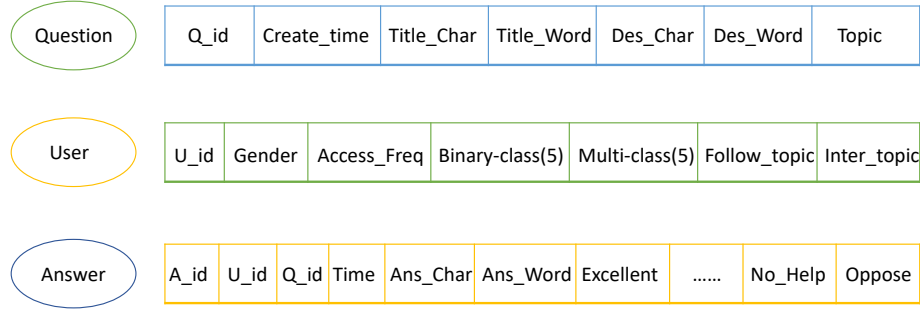 Question Q_id Create_time Title_Char Title_Word Des_Char Des_Word Topic
User U_id Gender Access_Freq Binary-class(5) Multi-class(5) Follow_topic Inter_topic
Answer A_id U_id Q_id Time Ans_Char Ans_Word Excellent ...... No_Help Oppose